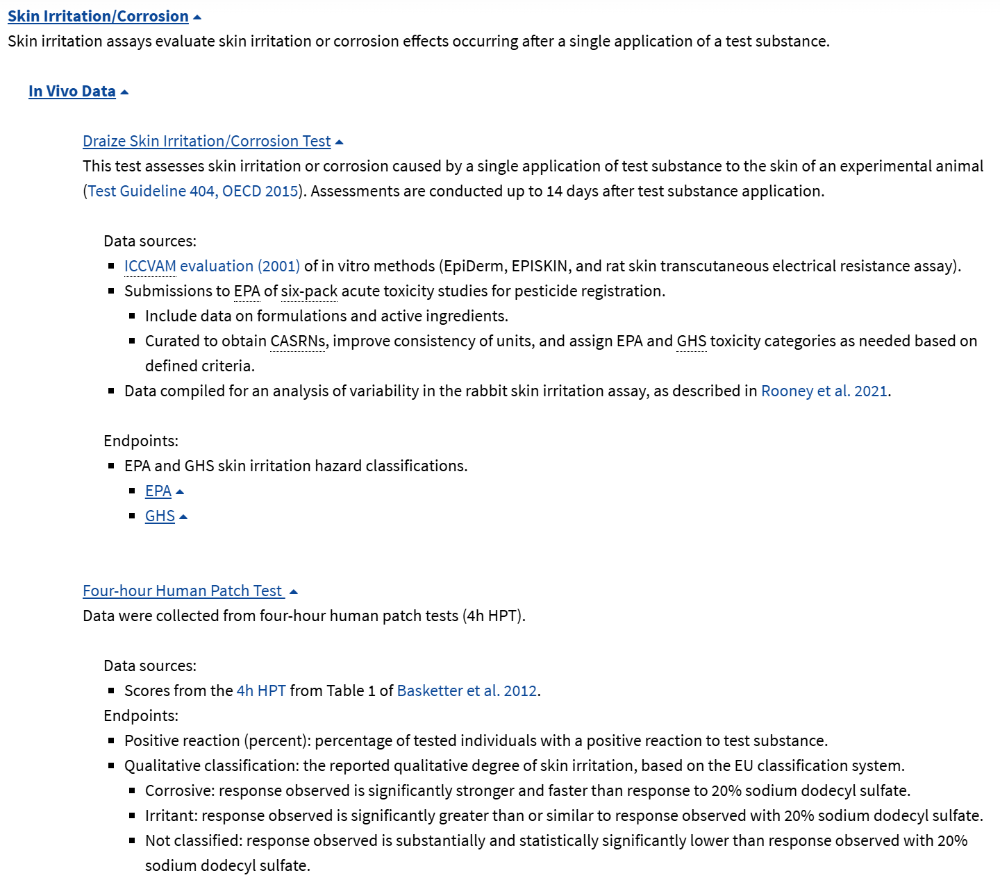 Skin Irritation/Corrosion
Skin irritation assays evaluate skin irritation or corrosion effects occurring after a single application of a test substance.
In Vivo Data
Draize Skin Irritation/Corrosion Test
This test assesses skin irritation or corrosion caused by a single application of test substance to the skin of an experimental animal
(Test Guideline 404, OECD 2015). Assessments are conducted up to 14 days after test substance application.
Data sources:
ICCVAM evaluation (2001) of in vitro methods (EpiDerm, EPISKIN, and rat skin transcutaneous electrical resistance assay).
Submissions to EPA of six-pack acute toxicity studies for pesticide registration.
Include data on formulations and active ingredients.
Curated to obtain CASRNs, improve consistency of units, and assign EPA and GHS toxicity categories as needed based on
defined criteria.
Data compiled for an analysis of variability in the rabbit skin irritation assay, as described in Rooney et al. 2021.
Endpoints:
EPA and GHS skin irritation hazard classifications.
EPA
GHS
Four-hour Human Patch Test
Data were collected from four-hour human patch tests (4h HPT).
Data sources:
Scores from the 4h HPT from Table 1 of Basketter et al. 2012.
Endpoints:
Positive reaction (percent): percentage of tested individuals with a positive reaction to test substance.
Qualitative classification: the reported qualitative degree of skin irritation, based on the EU classification system.
Corrosive: response observed is significantly stronger and faster than response to 20% sodium dodecyl sulfate.
Irritant: response observed is significantly greater than or similar to response observed with 20% sodium dodecyl sulfate.
Not classified: response observed is substantially and statistically significantly lower than response observed with 20%
sodium dodecyl sulfate.